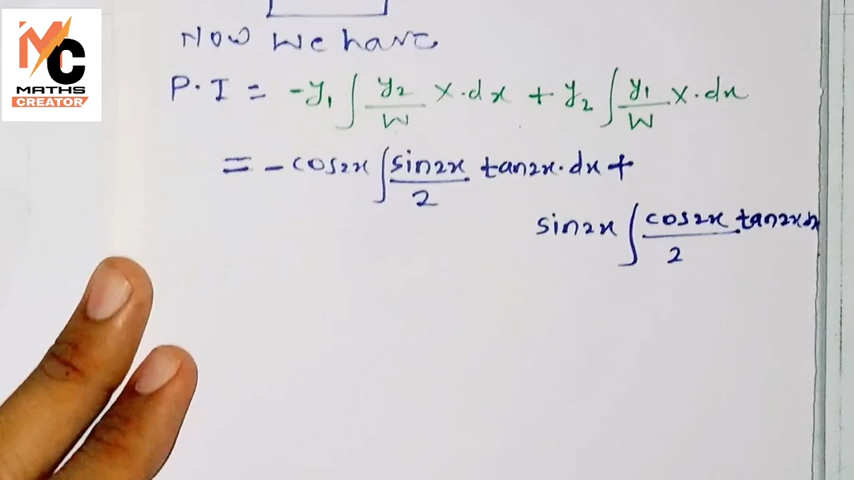 MC
MATHS
CREATOR
Now we have
P.I = -y₁ ∫ y₂/W X.dx + y₂ ∫ y₁/W X.dx
= -cos2x ∫ sin2x/2 tan2x.dx +
sin2x ∫ cos2x/2 tan2x dx